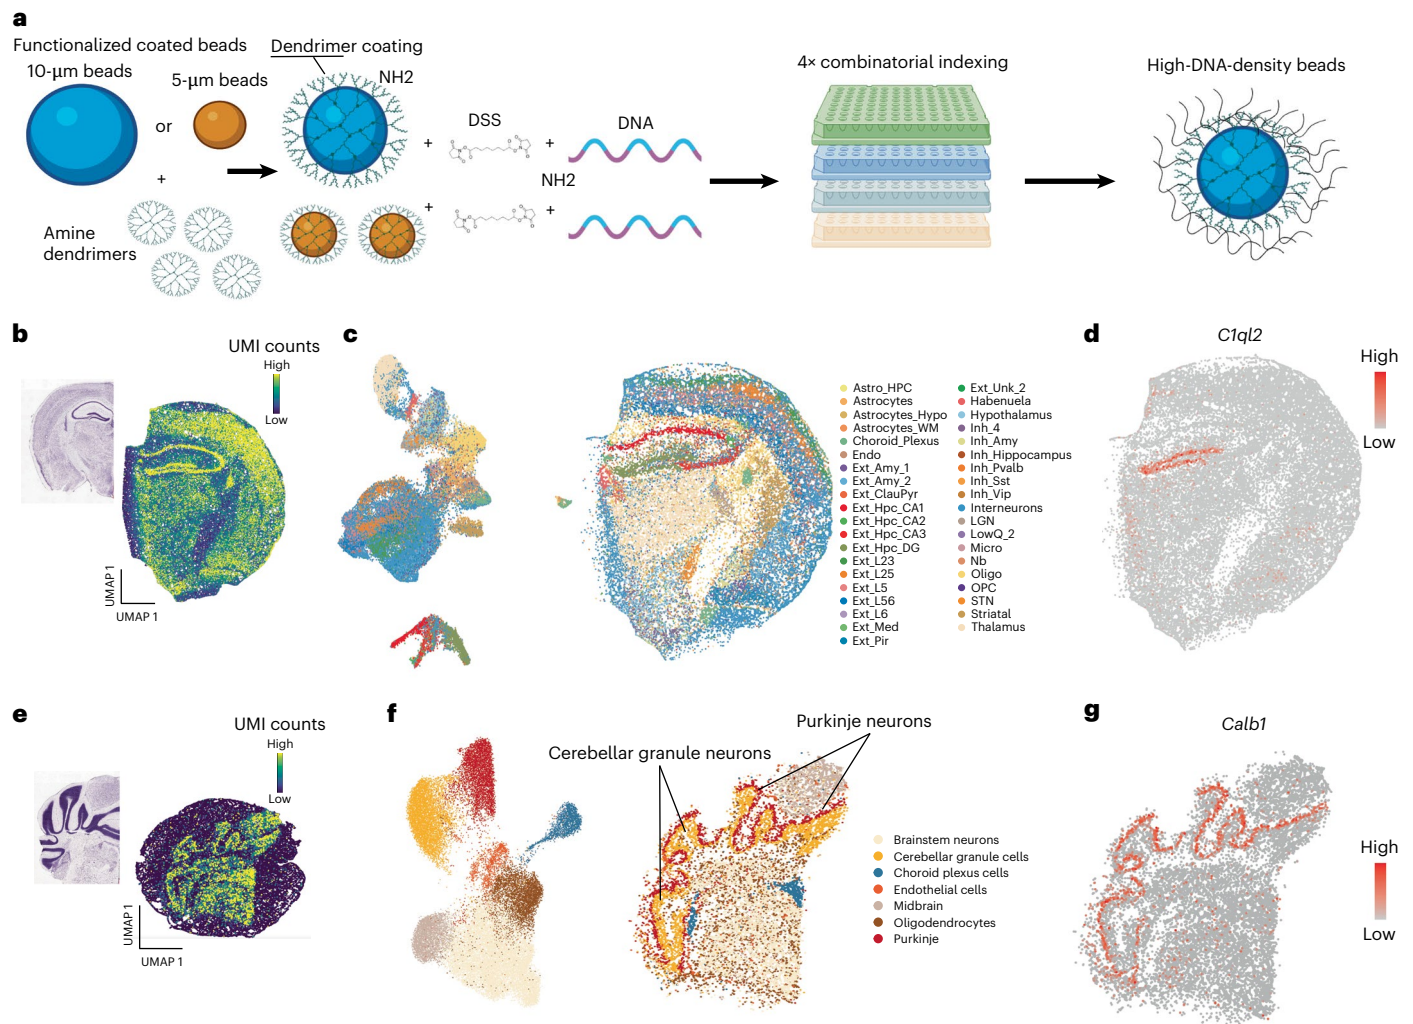 a
Functionalized coated beads
Dendrimer coating
10-µm beads
5-µm beads
NH2
or
+
Amine
dendrimers
+
DSS
+
DNA
NH2
+
+
4× combinatorial indexing
High-DNA-density beads
b
UMI counts
High
Low
UMAP 1
UMAP 1
c
Astro_HPC
Astrocytes
Astrocytes_Hypo
Astrocytes_WM
Choroid_Plexus
Endo
Ext_Amy_1
Ext_Amy_2
Ext_ClauPyr
Ext_Hpc_CA1
Ext_Hpc_CA2
Ext_Hpc_CA3
Ext_Hpc_DG
Ext_L23
Ext_L25
Ext_L5
Ext_L56
Ext_L6
Ext_Med
Ext_Pir
Ext_Unk_2
Habenuela
Hypothalamus
Inh_4
Inh_Amy
Inh_Hippocampus
Inh_Pvalb
Inh_Sst
Inh_Vip
Interneurons
LGN
LowQ_2
Micro
Nb
Oligo
OPC
STN
Striatal
Thalamus
d
C1ql2
High
Low
e
UMI counts
High
Low
UMAP 1
UMAP 1
f
Purkinje neurons
Cerebellar granule neurons
Brainstem neurons
Cerebellar granule cells
Choroid plexus cells
Endothelial cells
Midbrain
Oligodendrocytes
Purkinje
g
Calb1
High
Low